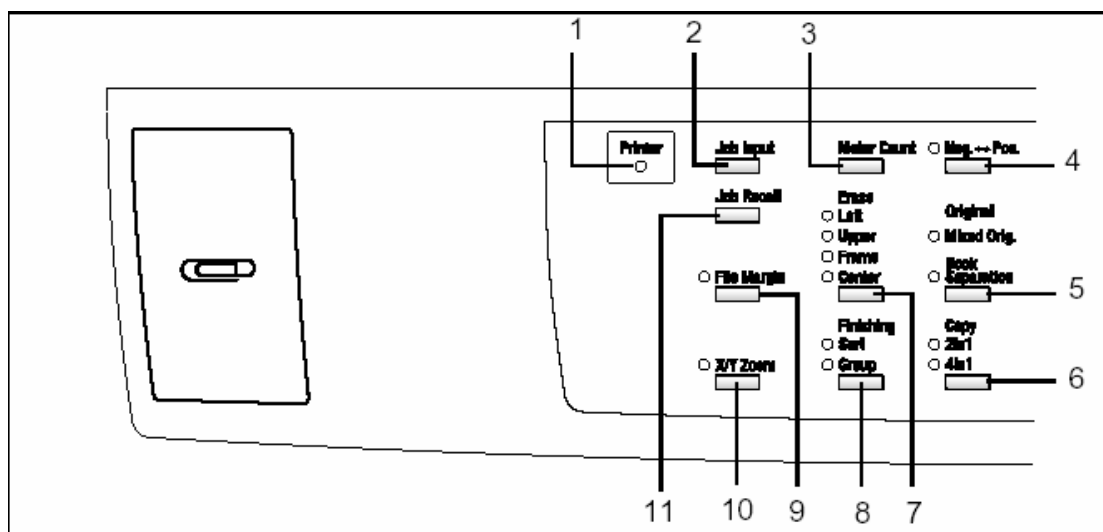 1 2 3
Printer Job Input Meter Count Neg. ↔ Pos. 4
Job Recall Erase Original
11 Left
Upper Mixed Orig.
Frame Book
File Margin Center Separation 5
Finishing Copy
Sort 2in1
X/Y Zoom Group 4in1 6
11 10 9 8 7